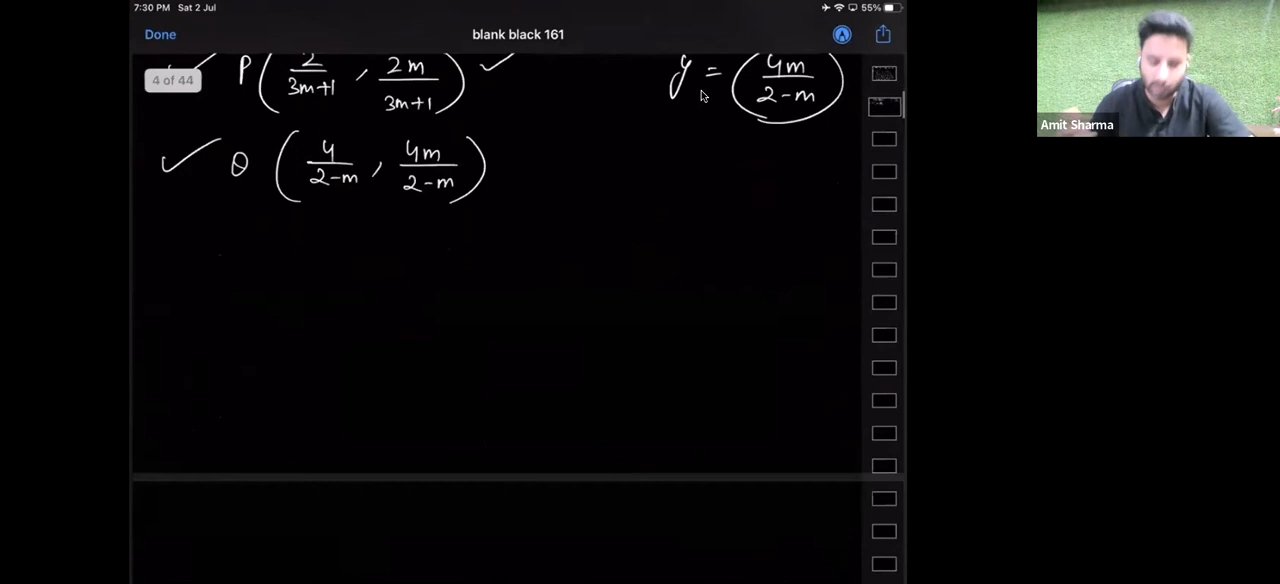 7:30 PM Sat 2 Jul
55%
Done
blank black 161
4 of 44
P ( 2/3m+1 , 2m/3m+1 ) ✓
y = ( 4m/2-m )
✓ Q ( 4/2-m , 4m/2-m )
Amit Sharma